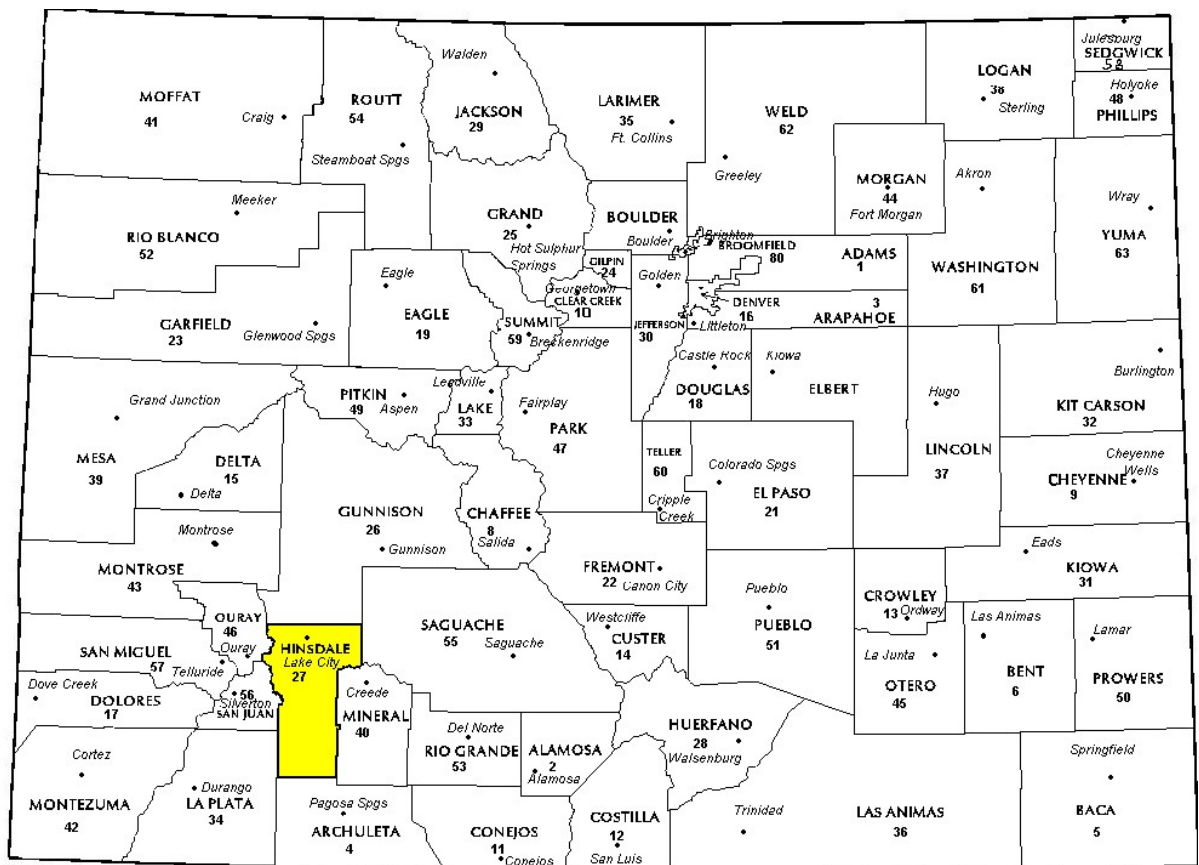 Julesburg
SEDGWICK
58
Walden
LOGAN
38
Sterling
Holyoke
48
PHILLIPS
MOFFAT
41
Craig
ROUTT
54
Steamboat Spgs
JACKSON
29
LARIMER
35
Ft. Collins
WELD
62
Greeley
MORGAN
44
Fort Morgan
Akron
Wray
YUMA
63
Meeker
RIO BLANCO
52
GRAND
25
Hot Sulphur
Springs
BOULDER
Boulder
Brighton
BROOMFIELD
80
ADAMS
1
WASHINGTON
61
GILPIN
24
Golden
Eagle
EAGLE
19
Georgetown
CLEAR CREEK
10
DENVER
16
3
ARAPAHOE
GARFIELD
23
Glenwood Spgs
SUMMIT
59
Breckenridge
JEFFERSON
30
Littleton
Castle Rock
DOUGLAS
18
Kiowa
ELBERT
Burlington
KIT CARSON
32
Hugo
LINCOLN
37
PITKIN
49
Aspen
Leadville
LAKE
33
Fairplay
PARK
47
Grand Junction
MESA
39
DELTA
15
Delta
TELLER
60
Cripple
Creek
Colorado Spgs
EL PASO
21
Cheyenne
Wells
CHEYENNE
9
GUNNISON
26
Gunnison
CHAFFEE
8
Salida
Montrose
MONTROSE
43
FREMONT
22
Canon City
Eads
KIOWA
31
Pueblo
PUEBLO
51
CROWLEY
13
Ordway
OURAY
46
Ouray
HINSDALE
Lake City
27
SAGUACHE
55
Saguache
Westcliffe
CUSTER
14
Las Animas
BENT
6
Lamar
PROWERS
50
La Junta
OTERO
45
SAN MIGUEL
57
Telluride
Dove Creek
DOLORES
17
56
Silverton
SAN JUAN
Creede
MINERAL
40
Del Norte
RIO GRANDE
53
ALAMOSA
2
Alamosa
HUERFANO
28
Walsenburg
Cortez
MONTEZUMA
42
Durango
LA PLATA
34
Pagosa Spgs
ARCHULETA
4
CONEJOS
11
Conejos
COSTILLA
12
San Luis
Trinidad
LAS ANIMAS
36
Springfield
BACA
5